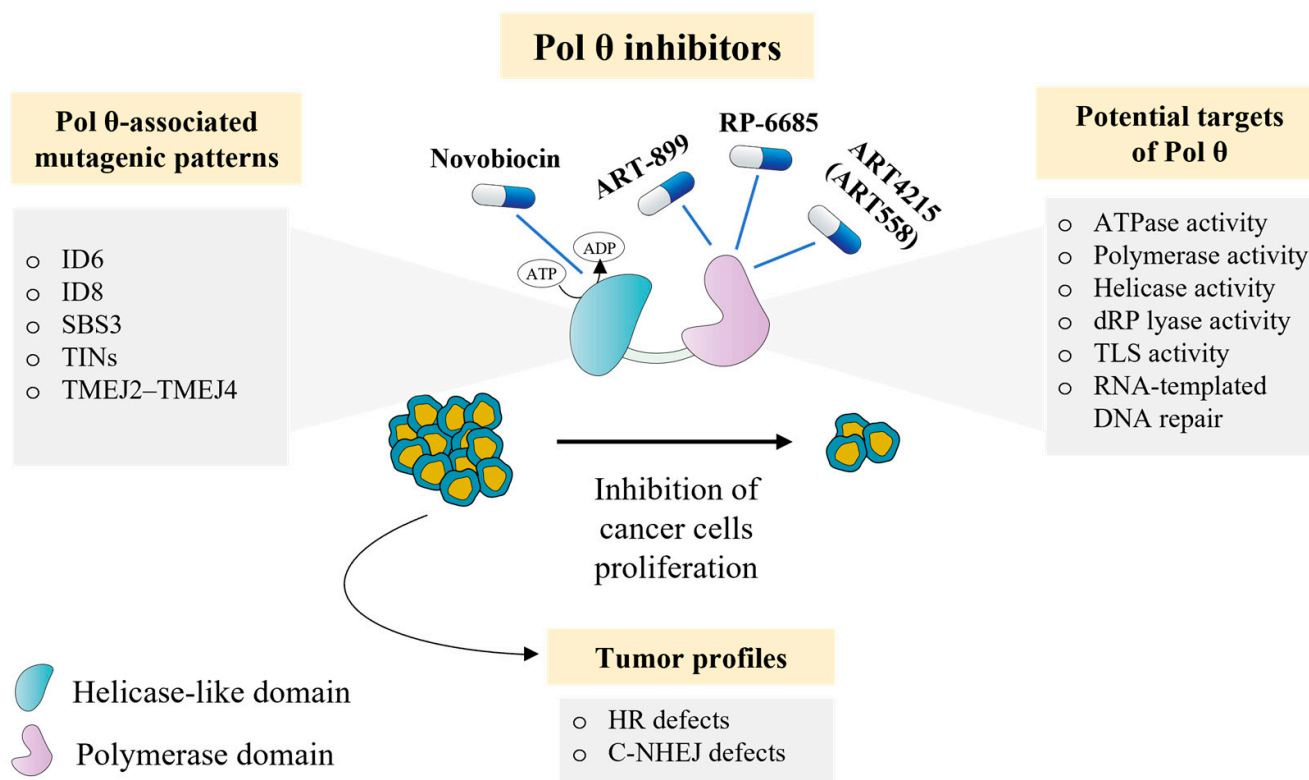 Pol θ inhibitors
Pol θ-associated
mutagenic patterns
ID6
ID8
SBS3
TINs
TMEJ2–TMEJ4
Novobiocin
ART-899
RP-6685
ART4215
(ART558)
ATP
ADP
Potential targets
of Pol θ
ATPase activity
Polymerase activity
Helicase activity
dRP lyase activity
TLS activity
RNA-templated
DNA repair
Inhibition of
cancer cells
proliferation
Tumor profiles
HR defects
C-NHEJ defects
Helicase-like domain
Polymerase domain